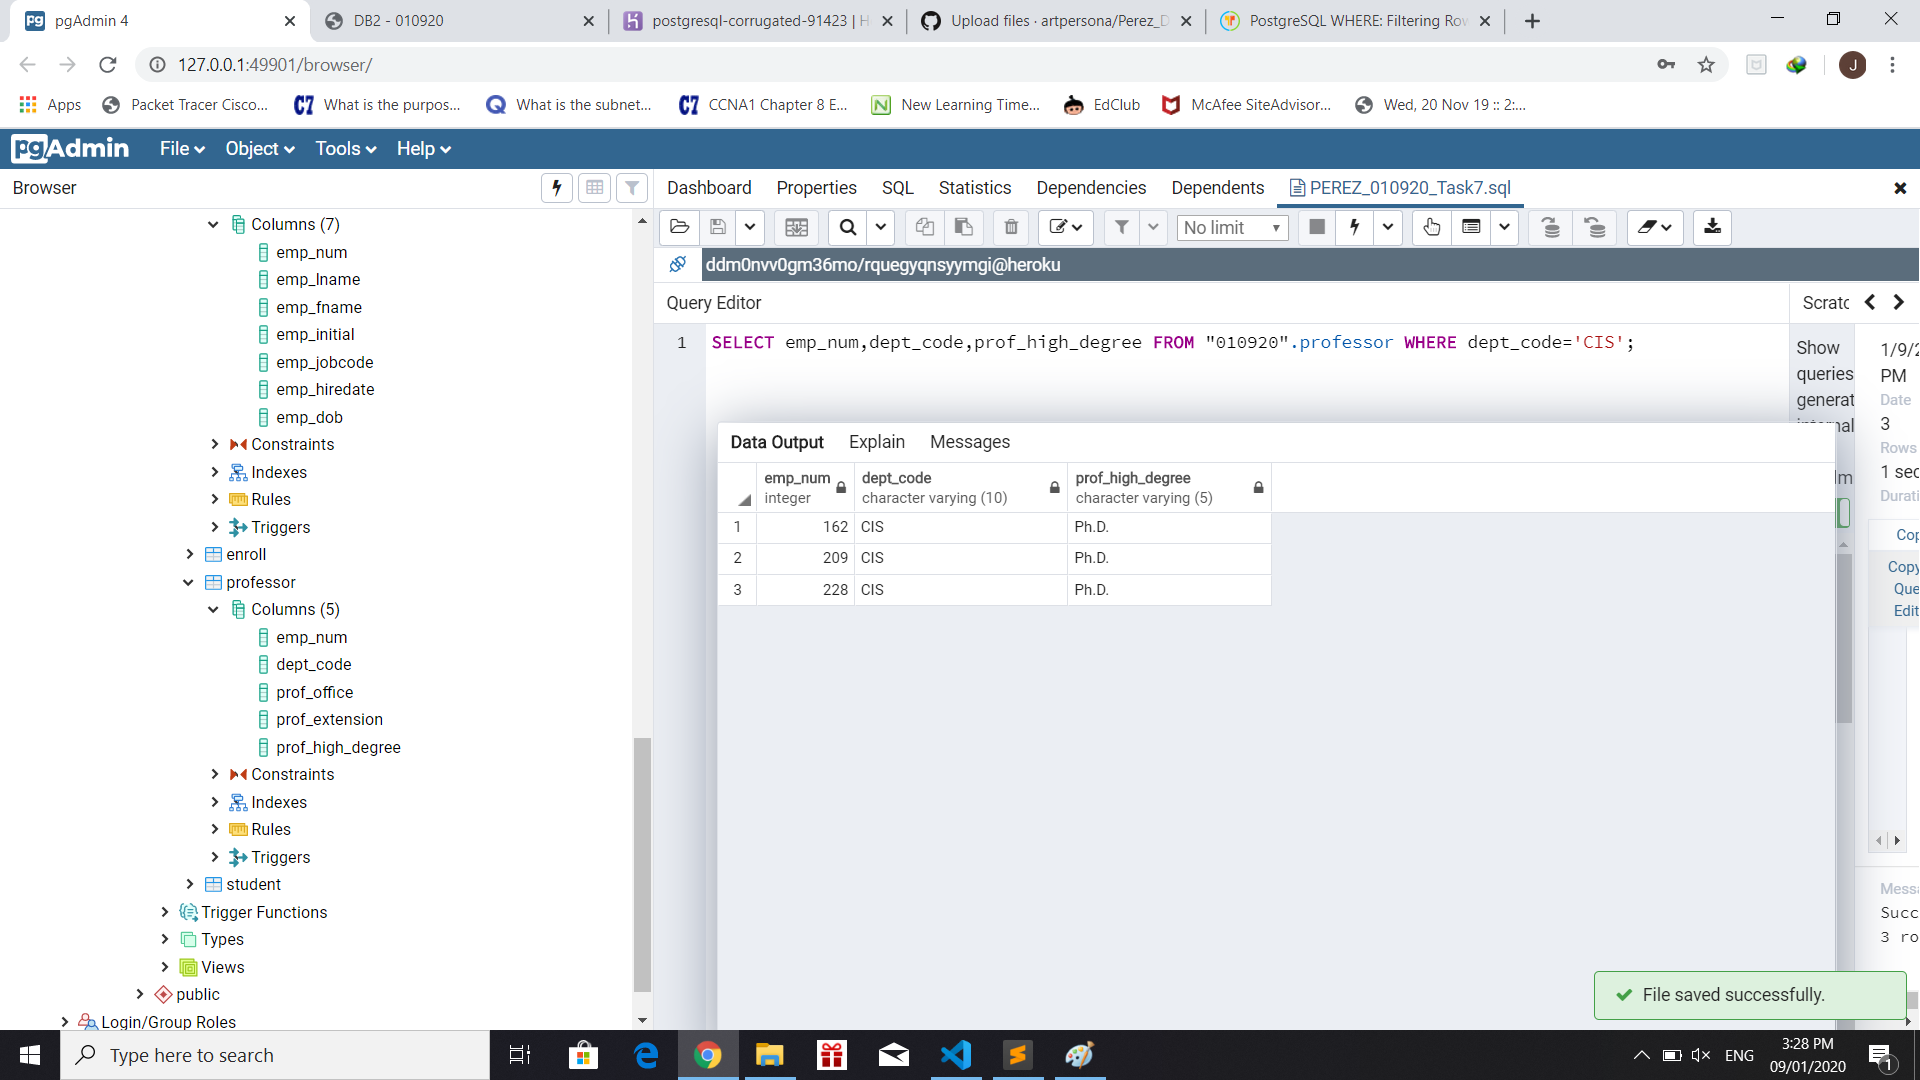 pgAdmin 4
DB2 - 010920
postgresql-corrugated-91423 | H
Upload files · artpersona/Perez_D
PostgreSQL WHERE: Filtering Row
127.0.0.1:49901/browser/
J
Apps
Packet Tracer Cisco...
What is the purpos...
What is the subnet...
CCNA1 Chapter 8 E...
New Learning Time...
EdClub
McAfee SiteAdvisor...
Wed, 20 Nov 19 :: 2:...
pgAdmin
File
Object
Tools
Help
Browser
Dashboard
Properties
SQL
Statistics
Dependencies
Dependents
PEREZ_010920_Task7.sql
No limit
ddm0nvv0gm36mo/rquegyqnsyymgi@heroku
Query Editor
Scratc
1
SELECT emp_num,dept_code,prof_high_degree FROM "010920".professor WHERE dept_code='CIS';
Columns (7)
emp_num
emp_lname
emp_fname
emp_initial
emp_jobcode
emp_hiredate
emp_dob
Constraints
Indexes
Rules
Triggers
enroll
professor
Columns (5)
emp_num
dept_code
prof_office
prof_extension
prof_high_degree
Constraints
Indexes
Rules
Triggers
student
Trigger Functions
Types
Views
public
Login/Group Roles
Data Output
Explain
Messages
emp_num integer
dept_code character varying (10)
prof_high_degree character varying (5)
1 162 CIS Ph.D.
2 209 CIS Ph.D.
3 228 CIS Ph.D.
Show
queries
generat
1/9/2
PM
Date
3
Rows
1 sec
Durati
Cop
Copy
Que
Edit
Messa
Succ
3 ro
File saved successfully.
Type here to search
ENG
3:28 PM
09/01/2020
1